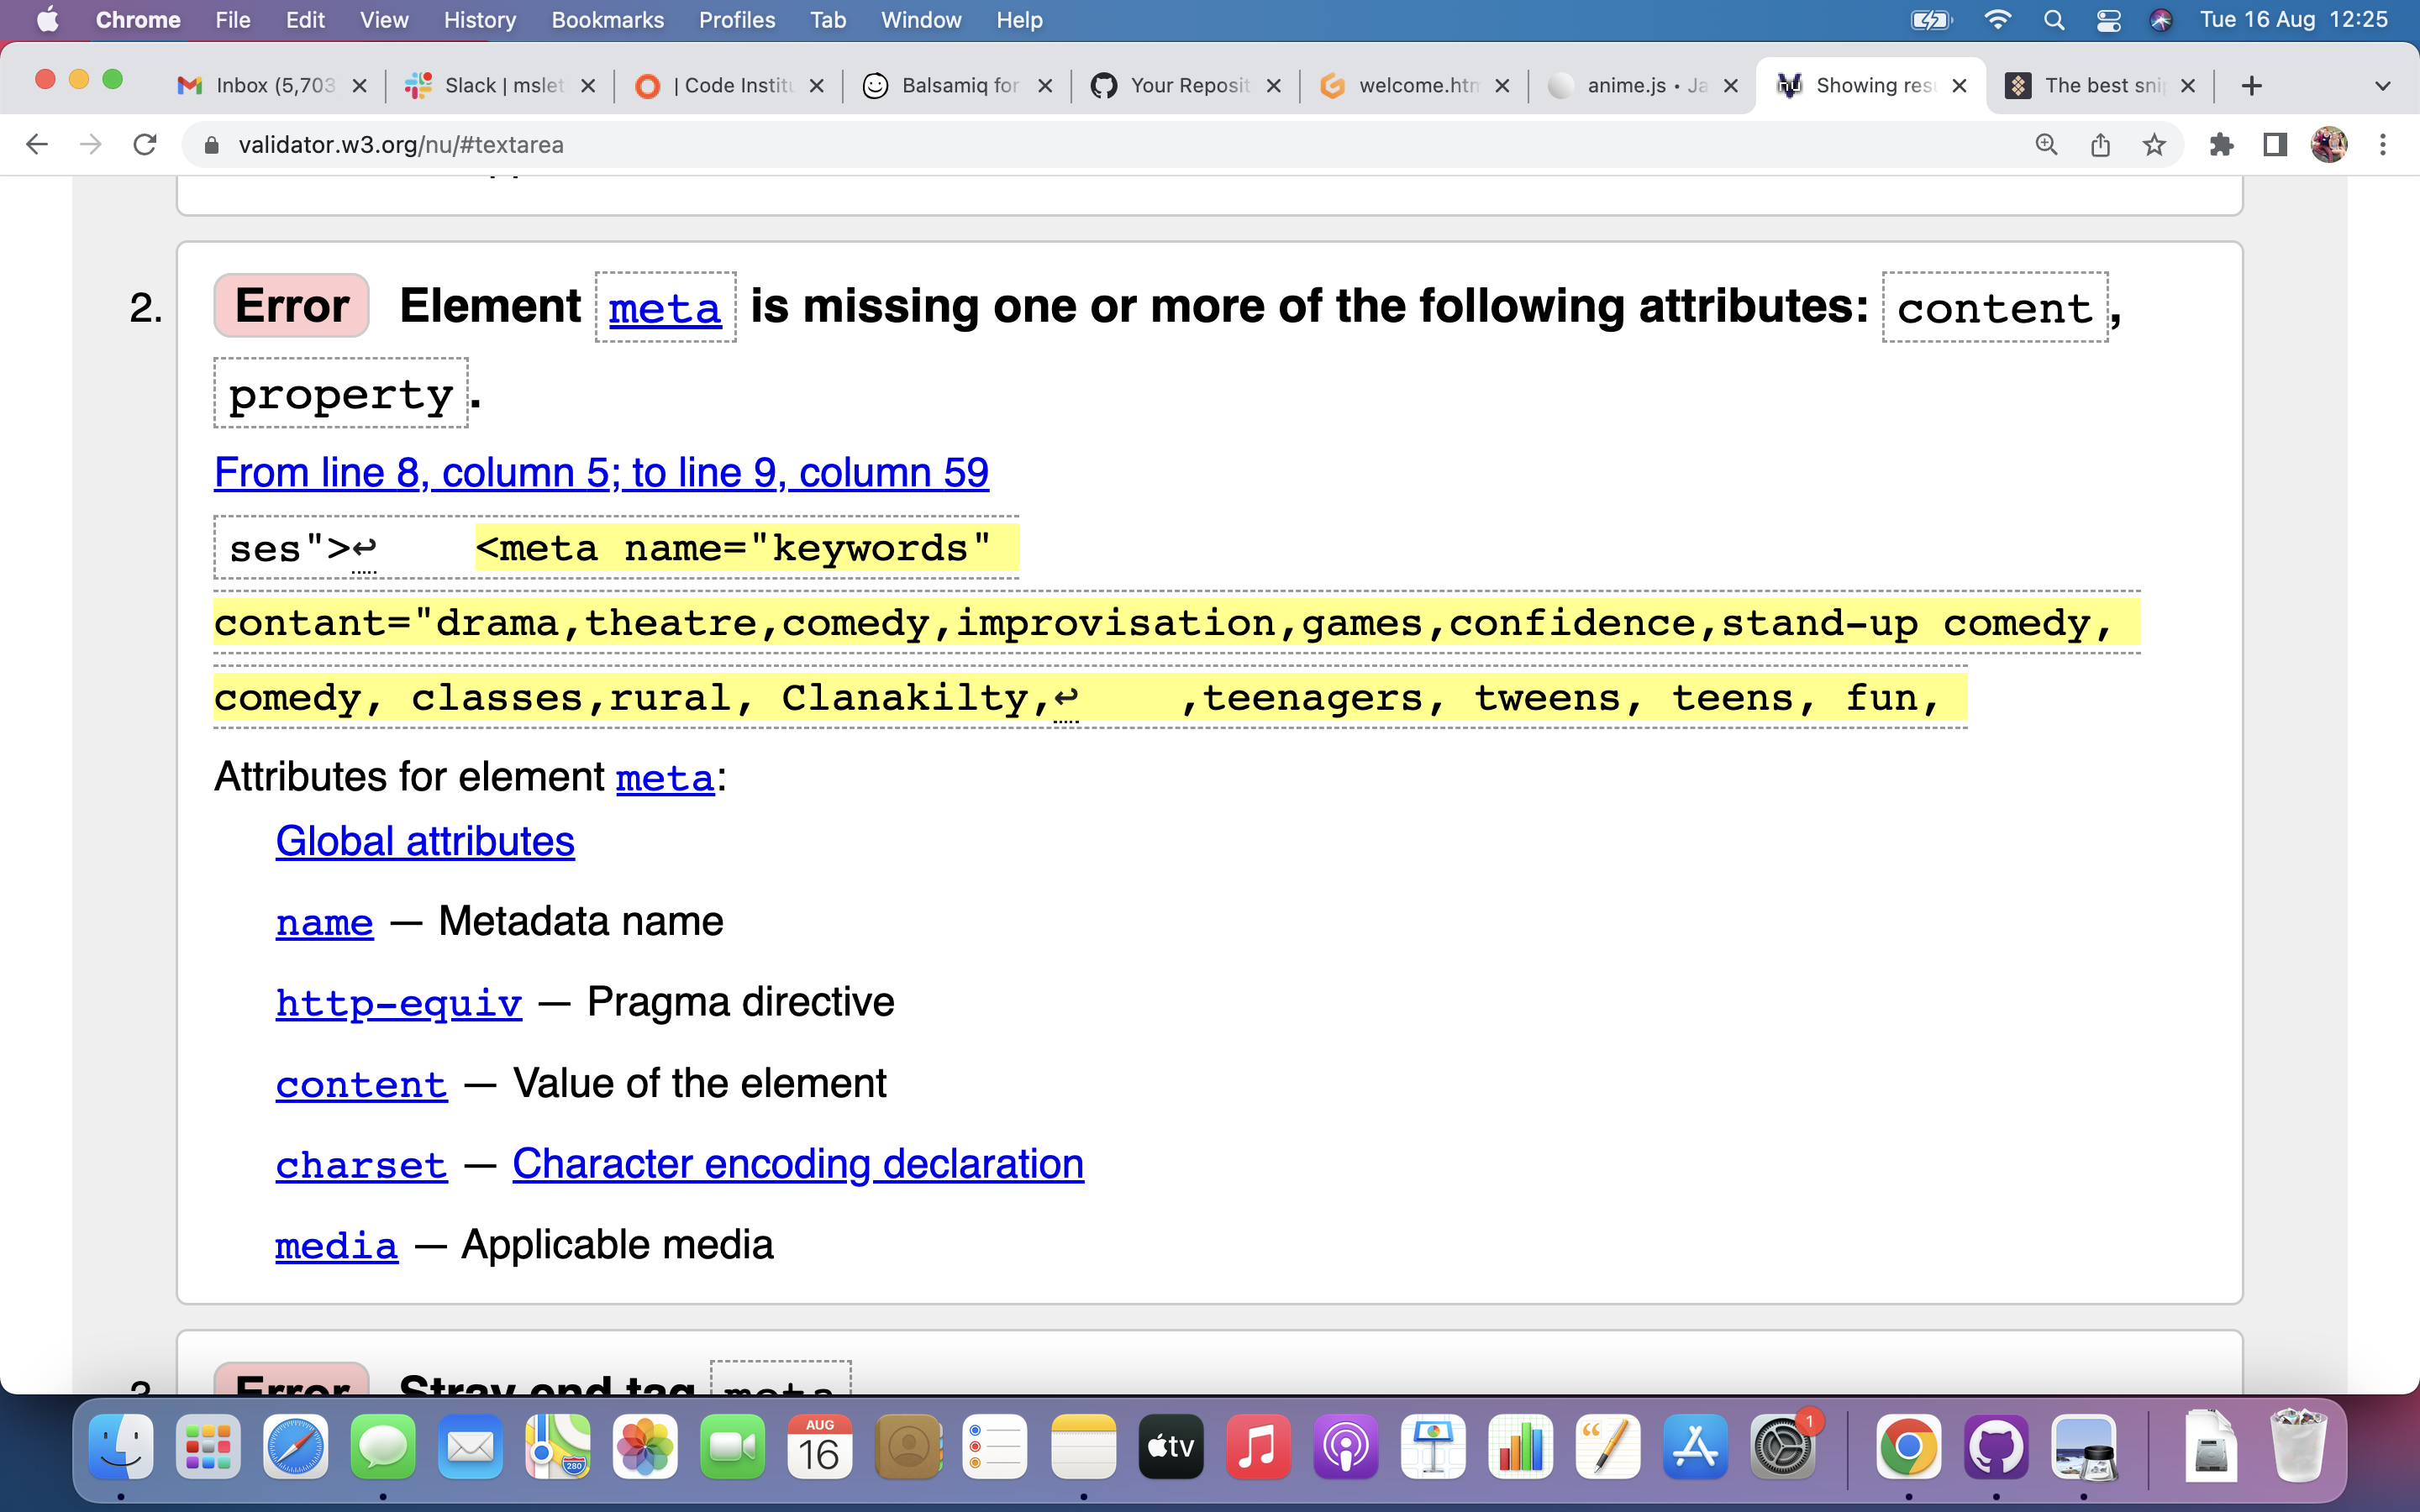 Chrome File Edit View History Bookmarks Profiles Tab Window Help Tue 16 Aug 12:25
Inbox (5,703 Slack | mslet | Code Institu Balsamiq for Your Reposit welcome.htm anime.js • Ja Showing res The best snip
validator.w3.org/nu/#textarea
2. Error Element meta is missing one or more of the following attributes: content,
property.
From line 8, column 5; to line 9, column 59
ses">↩ <meta name="keywords"
contant="drama,theatre,comedy,improvisation,games,confidence,stand-up comedy,
comedy, classes,rural, Clanakilty,↩ ,teenagers, tweens, teens, fun,
Attributes for element meta:
Global attributes
name — Metadata name
http-equiv — Pragma directive
content — Value of the element
charset — Character encoding declaration
media — Applicable media
3. Error Stray end tag meta
AUG
16
280
tv
1